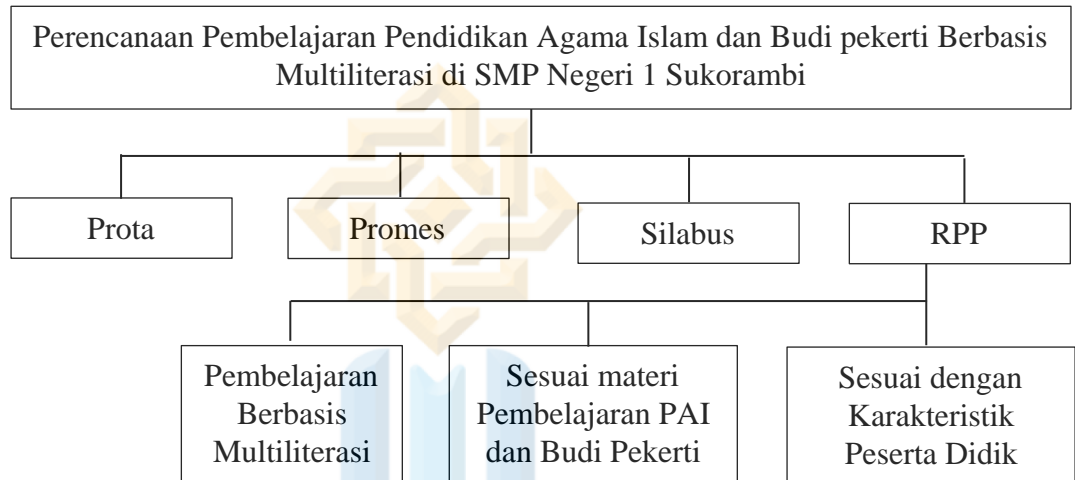 Perencanaan Pembelajaran Pendidikan Agama Islam dan Budi pekerti Berbasis
Multiliterasi di SMP Negeri 1 Sukorambi
Prota
Promes
Silabus
RPP
Pembelajaran
Berbasis
Multiliterasi
Sesuai materi
Pembelajaran PAI
dan Budi Pekerti
Sesuai dengan
Karakteristik
Peserta Didik